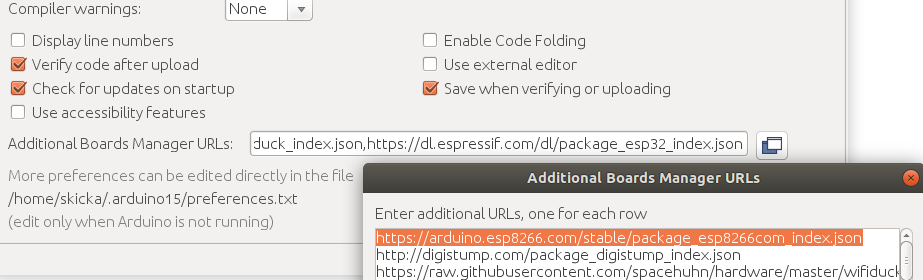 Compiler warnings: None
Display line numbers
Enable Code Folding
Verify code after upload
Use external editor
Check for updates on startup
Save when verifying or uploading
Use accessibility features
Additional Boards Manager URLs: duck_index.json,https://dl.espressif.com/dl/package_esp32_index.json
More preferences can be edited directly in the file
/home/skicka/.arduino15/preferences.txt
(edit only when Arduino is not running)
Additional Boards Manager URLs
Enter additional URLs, one for each row
https://arduino.esp8266.com/stable/package_esp8266com_index.json
http://digistump.com/package_digistump_index.json
https://raw.githubusercontent.com/spacehuhn/hardware/master/wifiduck